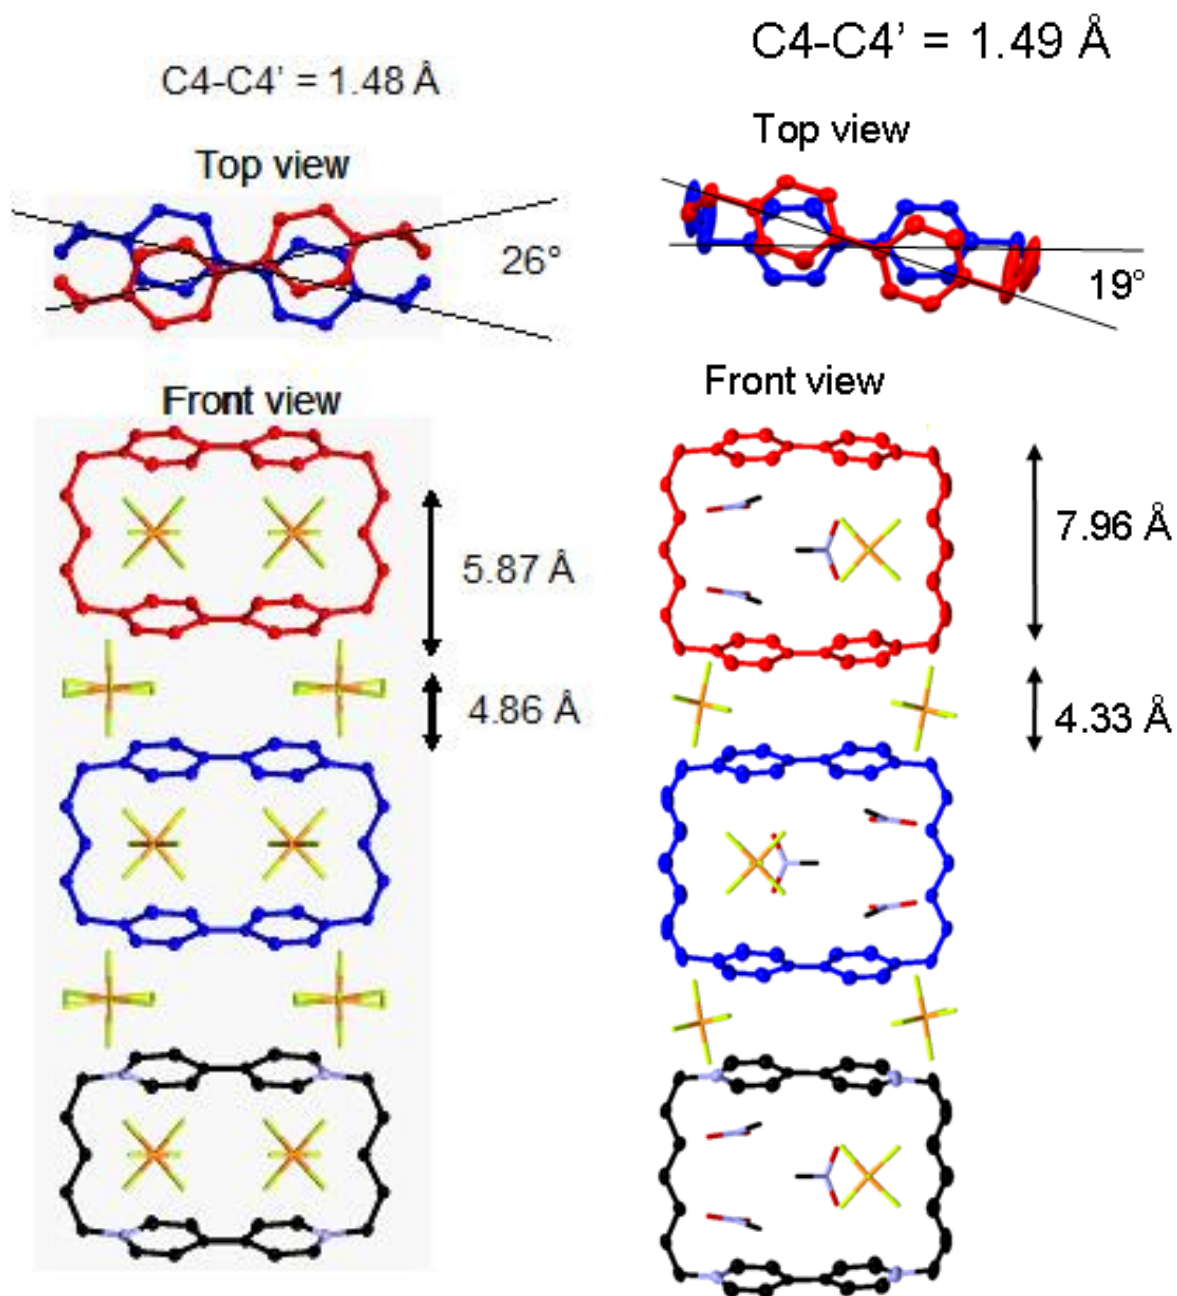 C4-C4' = 1.48 Å
Top view
26°
Front view
5.87 Å
4.86 Å
C4-C4' = 1.49 Å
Top view
19°
Front view
7.96 Å
4.33 Å